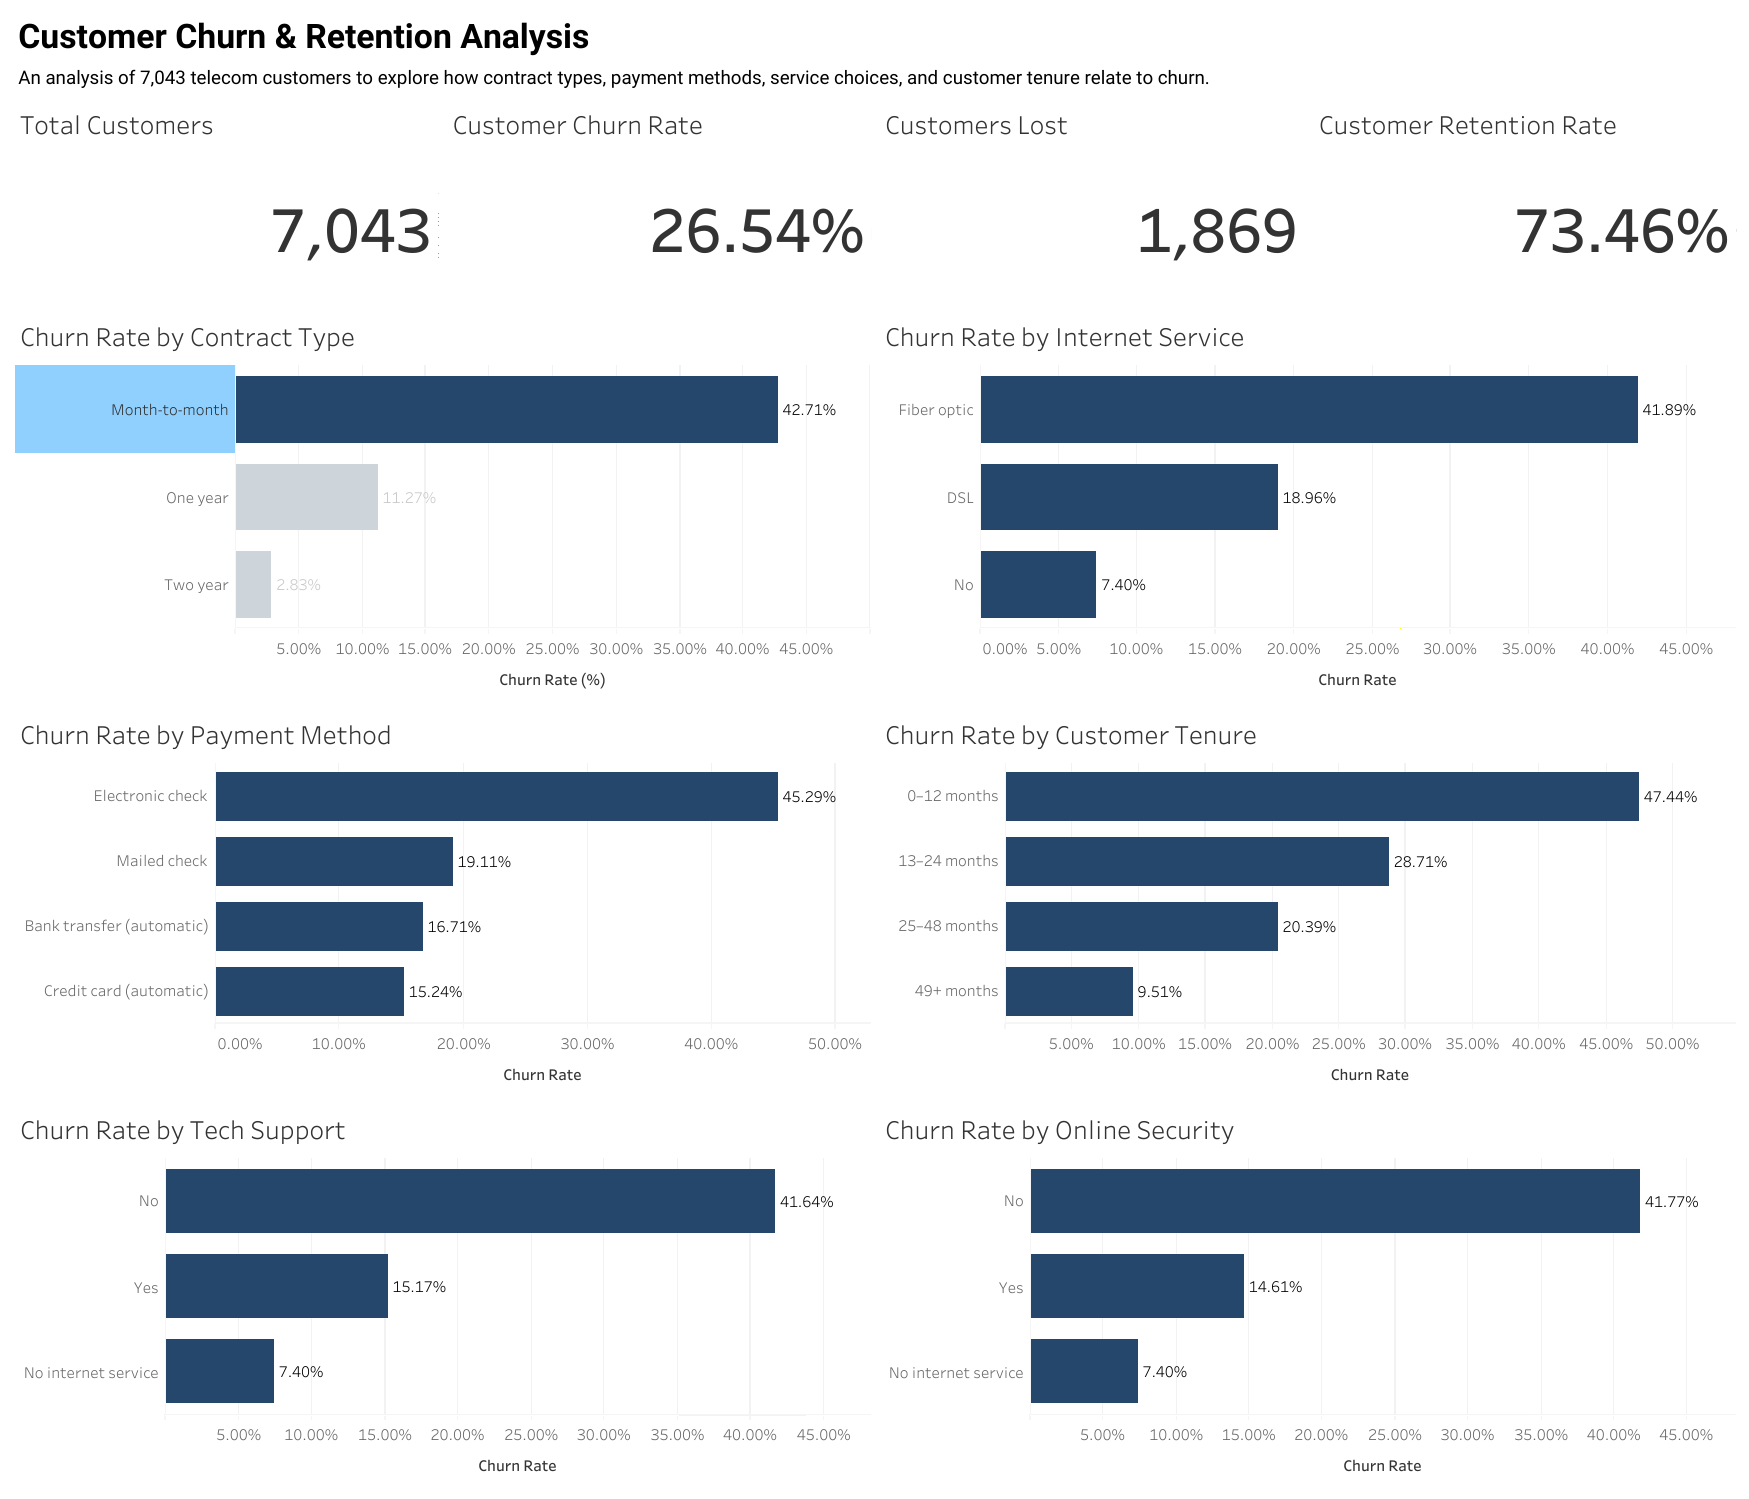 Customer Churn & Retention Analysis
An analysis of 7,043 telecom customers to explore how contract types, payment methods, service choices, and customer tenure relate to churn.
Total Customers
Customer Churn Rate
Customers Lost
Customer Retention Rate
7,043
26.54%
1,869
73.46%
Churn Rate by Contract Type
Month-to-month
42.71%
One year
11.27%
Two year
2.83%
5.00% 10.00% 15.00% 20.00% 25.00% 30.00% 35.00% 40.00% 45.00%
Churn Rate (%)
Churn Rate by Internet Service
Fiber optic
41.89%
DSL
18.96%
No
7.40%
0.00% 5.00% 10.00% 15.00% 20.00% 25.00% 30.00% 35.00% 40.00% 45.00%
Churn Rate
Churn Rate by Payment Method
Electronic check
45.29%
Mailed check
19.11%
Bank transfer (automatic)
16.71%
Credit card (automatic)
15.24%
0.00% 10.00% 20.00% 30.00% 40.00% 50.00%
Churn Rate
Churn Rate by Customer Tenure
0–12 months
47.44%
13–24 months
28.71%
25–48 months
20.39%
49+ months
9.51%
5.00% 10.00% 15.00% 20.00% 25.00% 30.00% 35.00% 40.00% 45.00% 50.00%
Churn Rate
Churn Rate by Tech Support
No
41.64%
Yes
15.17%
No internet service
7.40%
5.00% 10.00% 15.00% 20.00% 25.00% 30.00% 35.00% 40.00% 45.00%
Churn Rate
Churn Rate by Online Security
No
41.77%
Yes
14.61%
No internet service
7.40%
5.00% 10.00% 15.00% 20.00% 25.00% 30.00% 35.00% 40.00% 45.00%
Churn Rate